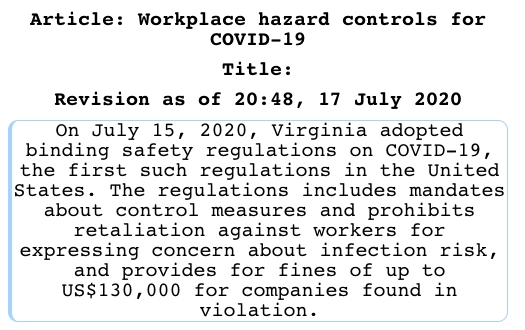 Article: Workplace hazard controls for
COVID-19
Title:
Revision as of 20:48, 17 July 2020
On July 15, 2020, Virginia adopted
binding safety regulations on COVID-19,
the first such regulations in the United
States. The regulations includes mandates
about control measures and prohibits
retaliation against workers for
expressing concern about infection risk,
and provides for fines of up to
US$130,000 for companies found in
violation.